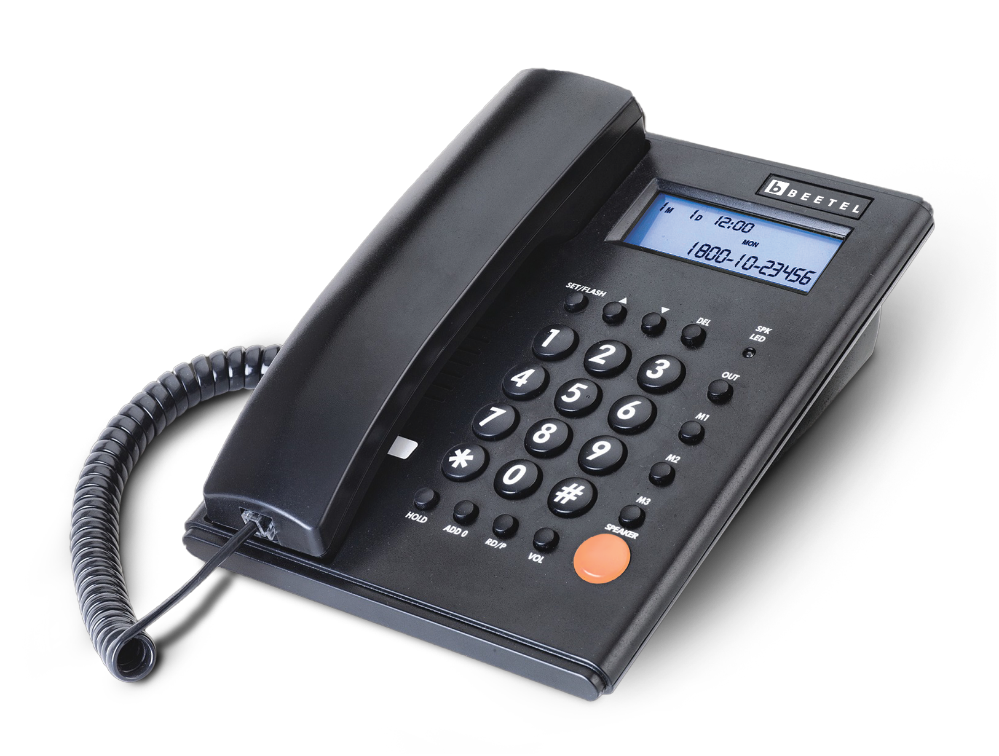 b BEETEL
1M 1D 12:00
MON
1800-10-23456
SET/FLASH ▲ ▼ DEL
SPK
LED
1 2 3
OUT
4 5 6
M1
7 8 9
M2
* 0 #
M3
HOLD ADD 0 RD/P VOL
SPEAKER